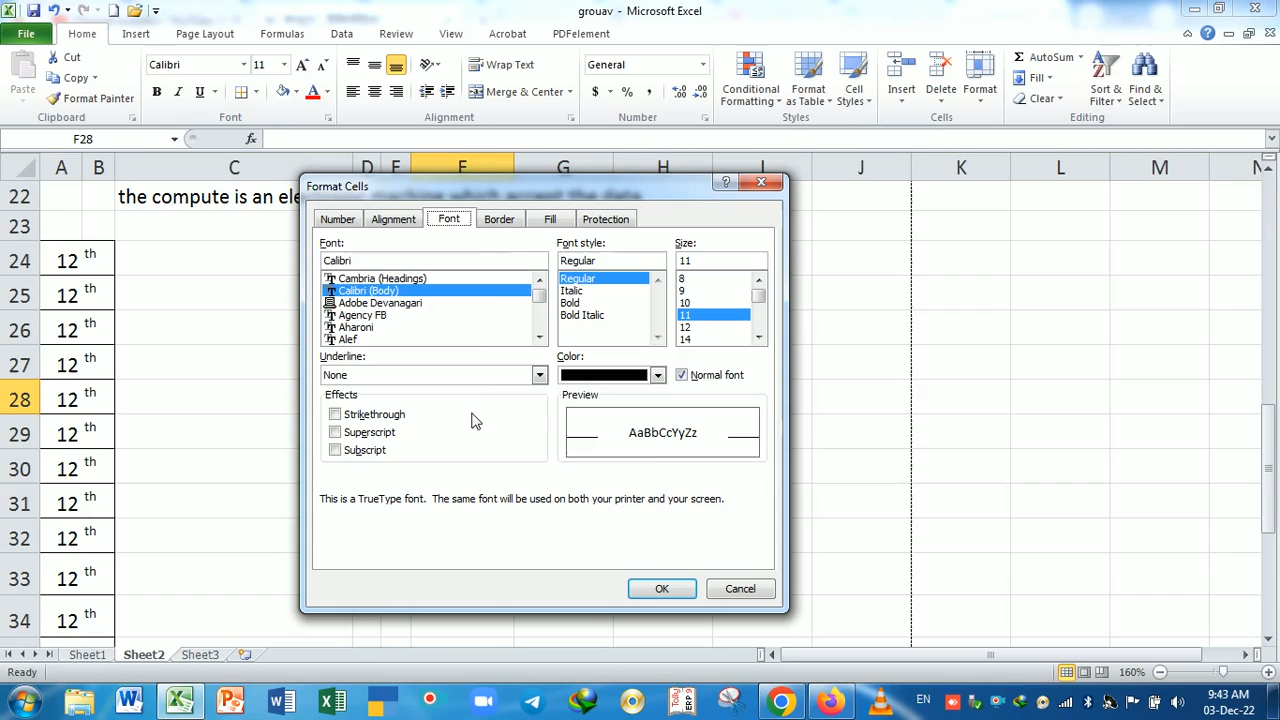 grouav - Microsoft Excel
File Home Insert Page Layout Formulas Data Review View Acrobat PDFelement
Cut
Copy
Format Painter
Paste
Calibri 11
B I U
Wrap Text
Merge & Center
General
$ % ,
Conditional Formatting
Format as Table
Cell Styles
Insert
Delete
Format
AutoSum
Fill
Clear
Sort & Filter
Find & Select
Clipboard Font Alignment Number Styles Cells Editing
F28 fx
A B C D E F G H I J K L M N
22 the compute is an electronic machine which accept the data
23
24 12 th
25 12 th
26 12 th
27 12 th
28 12 th
29 12 th
30 12 th
31 12 th
32 12 th
33 12 th
34 12 th
Format Cells
Number Alignment Font Border Fill Protection
Font: Font style: Size:
Calibri Regular 11
Cambria (Headings) Regular 8
Calibri (Body) Italic 9
Adobe Devanagari Bold 10
Agency FB Bold Italic 11
Aharoni 12
Alef 14
Underline: Color:
None Normal font
Effects Preview
Strikethrough
Superscript AaBbCcYyZz
Subscript
This is a TrueType font. The same font will be used on both your printer and your screen.
OK Cancel
Sheet1 Sheet2 Sheet3
Ready 160%
EN 9:43 AM
03-Dec-22